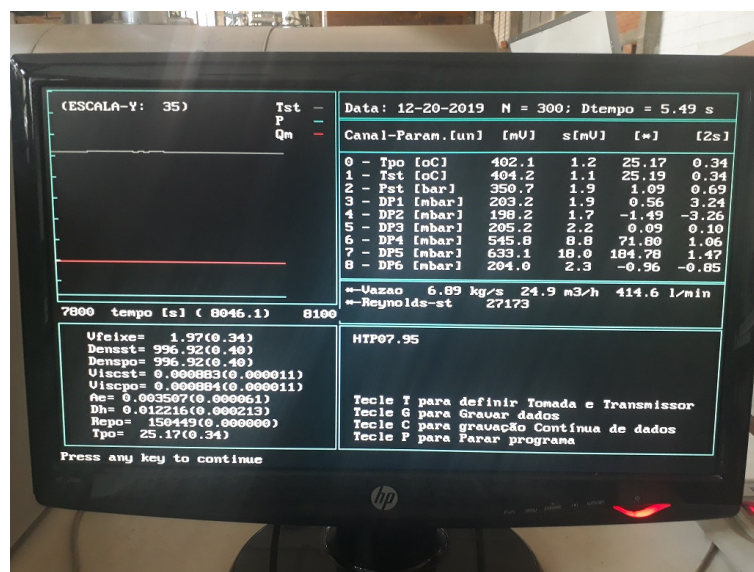 (ESCALA-Y: 35)
Tst —
P —
Qm —
7800 tempo [s] ( 8046.1) 8100
Data: 12-20-2019 N = 300; Dtempo = 5.49 s
Canal-Param.[un] [mV] s[mV] [*] [2s]
0 - Tpo [oC] 402.1 1.2 25.17 0.34
1 - Tst [oC] 404.2 1.1 25.19 0.34
2 - Pst [bar] 350.7 1.9 1.09 0.69
3 - DP1 [mbar] 203.2 1.9 0.56 3.24
4 - DP2 [mbar] 198.2 1.7 -1.49 -3.26
5 - DP3 [mbar] 205.2 2.2 0.09 0.10
6 - DP4 [mbar] 545.8 8.8 71.80 1.06
7 - DP5 [mbar] 633.1 18.0 184.78 1.47
8 - DP6 [mbar] 204.0 2.3 -0.96 -0.85
*-Vazao 6.89 kg/s 24.9 m3/h 414.6 l/min
*-Reynolds-st 27173
Vfeixe= 1.97(0.34)
Densst= 996.92(0.40)
Denspo= 996.92(0.40)
Viscst= 0.000883(0.000011)
Viscpo= 0.000884(0.000011)
Ae= 0.003507(0.000061)
Dh= 0.012216(0.000213)
Repo= 150449(0.000000)
Tpo= 25.17(0.34)
HTP07.95
Tecle T para definir Tomada e Transmissor
Tecle G para Gravar dados
Tecle C para gravação Contínua de dados
Tecle P para Parar programa
Press any key to continue
hp